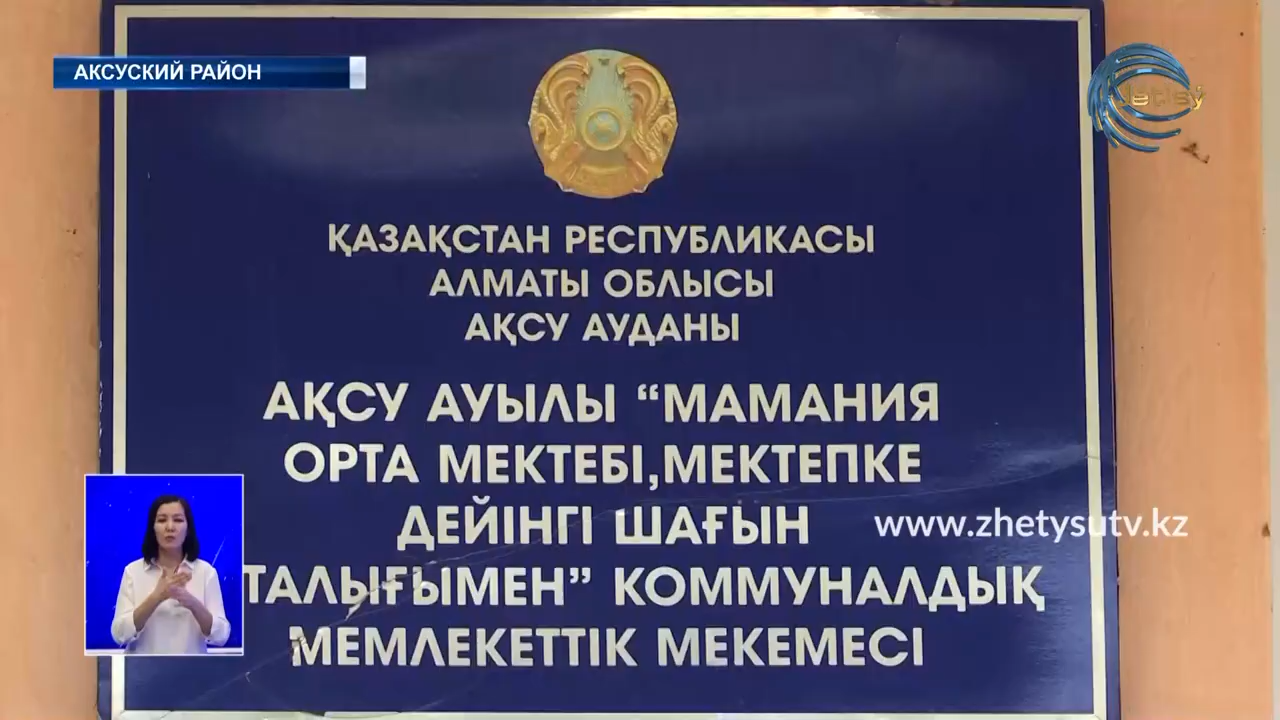 АКСУСКИЙ РАЙОН
Jetisý
ҚАЗАҚСТАН РЕСПУБЛИКАСЫ
АЛМАТЫ ОБЛЫСЫ
АҚСУ АУДАНЫ
АҚСУ АУЫЛЫ “МАМАНИЯ
ОРТА МЕКТЕБІ,МЕКТЕПКЕ
ДЕЙІНГІ ШАҒЫН
www.zhetysutv.kz
ТАЛЫҒЫМЕН” КОММУНАЛДЫҚ
МЕМЛЕКЕТТІК МЕКЕМЕСІ